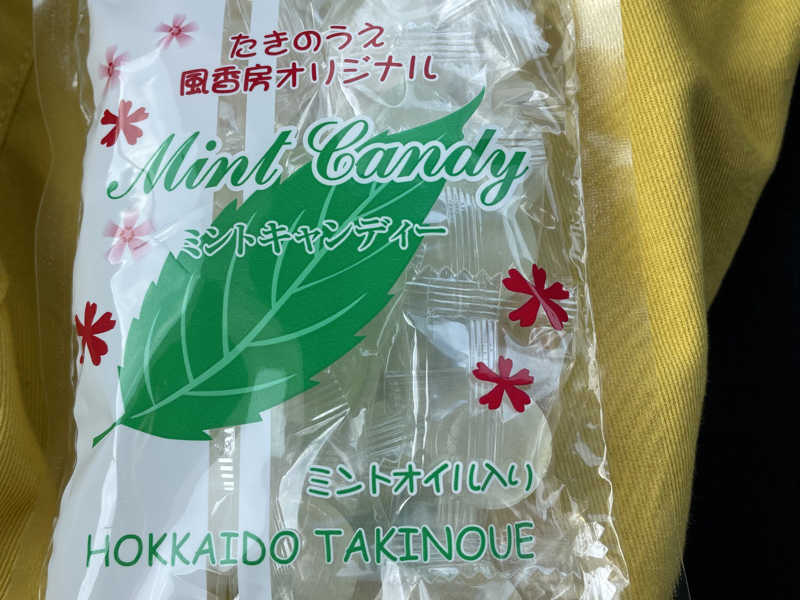 たきのうえ
風香房オリジナル
Mint Candy
ミントキャンディー
ミントオイル入り
HOKKAIDO TAKINOUE